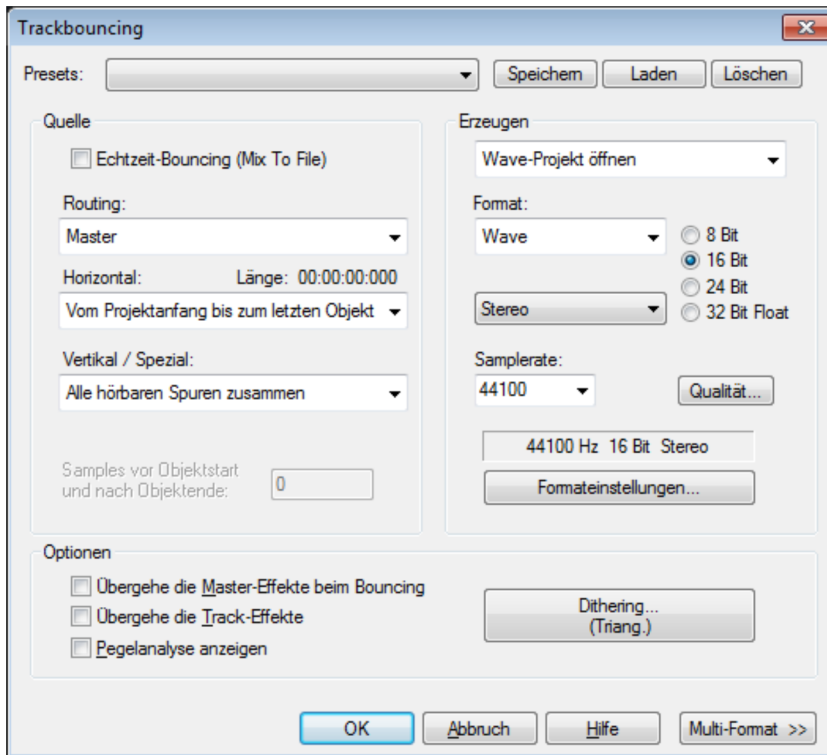 Trackbouncing
Presets:
Speichern
Laden
Löschen
Quelle
Echtzeit-Bouncing (Mix To File)
Routing:
Master
Horizontal: Länge: 00:00:00:000
Vom Projektanfang bis zum letzten Objekt
Vertikal / Spezial:
Alle hörbaren Spuren zusammen
Samples vor Objektstart
und nach Objektende:
0
Erzeugen
Wave-Projekt öffnen
Format:
Wave
8 Bit
16 Bit
24 Bit
32 Bit Float
Stereo
Samplerate:
44100
Qualität...
44100 Hz 16 Bit Stereo
Formateinstellungen...
Optionen
Übergehe die Master-Effekte beim Bouncing
Übergehe die Track-Effekte
Pegelanalyse anzeigen
Dithering...
(Triang.)
OK
Abbruch
Hilfe
Multi-Format >>